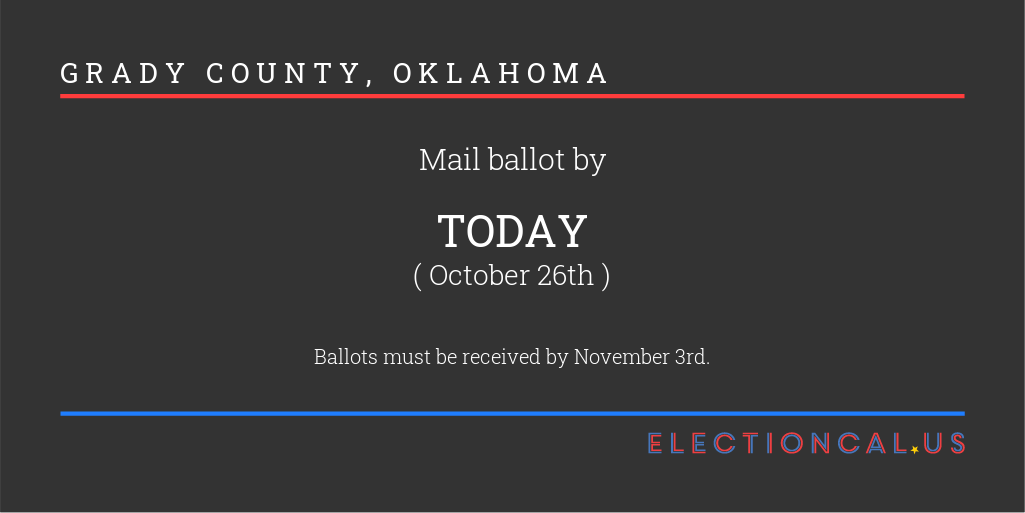 GRADY COUNTY, OKLAHOMA
Mail ballot by
TODAY
( October 26th )
Ballots must be received by November 3rd.
ELECTIONCAL.US